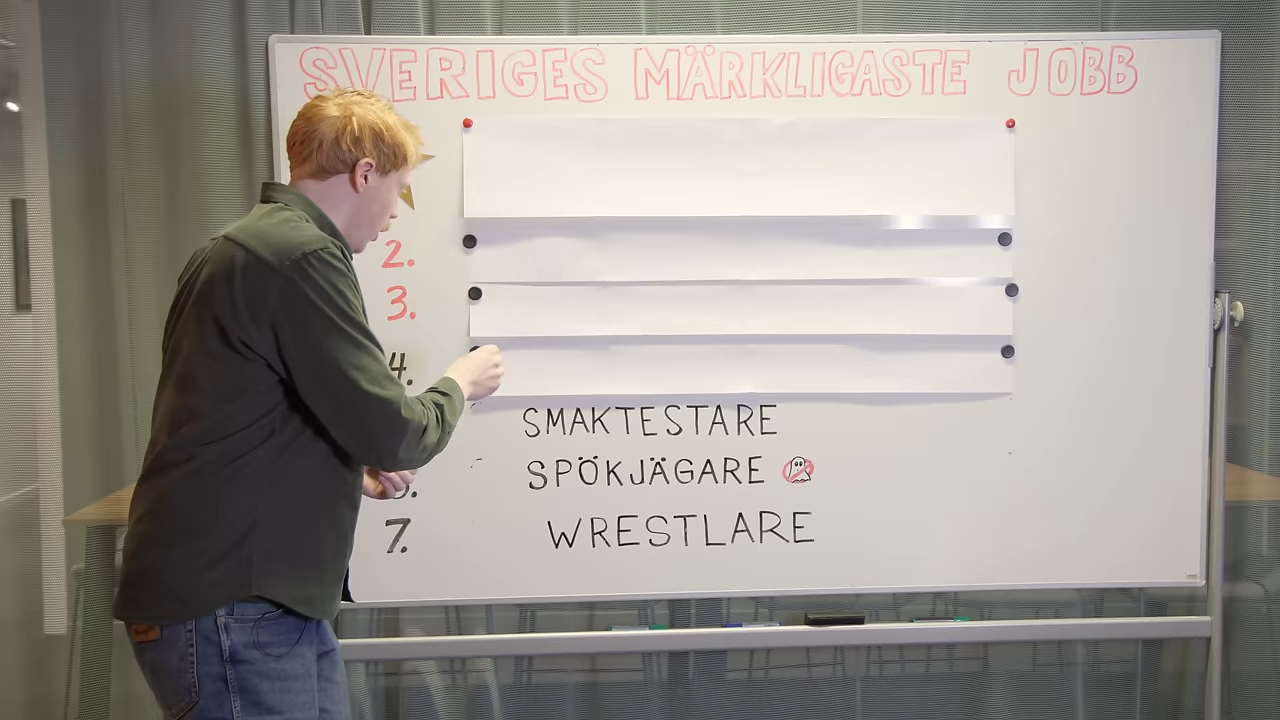 SVERIGES MÄRKLIGASTE JOBB
2.
3.
4.
SMAKTESTARE
SPÖKJÄGARE
7. WRESTLARE